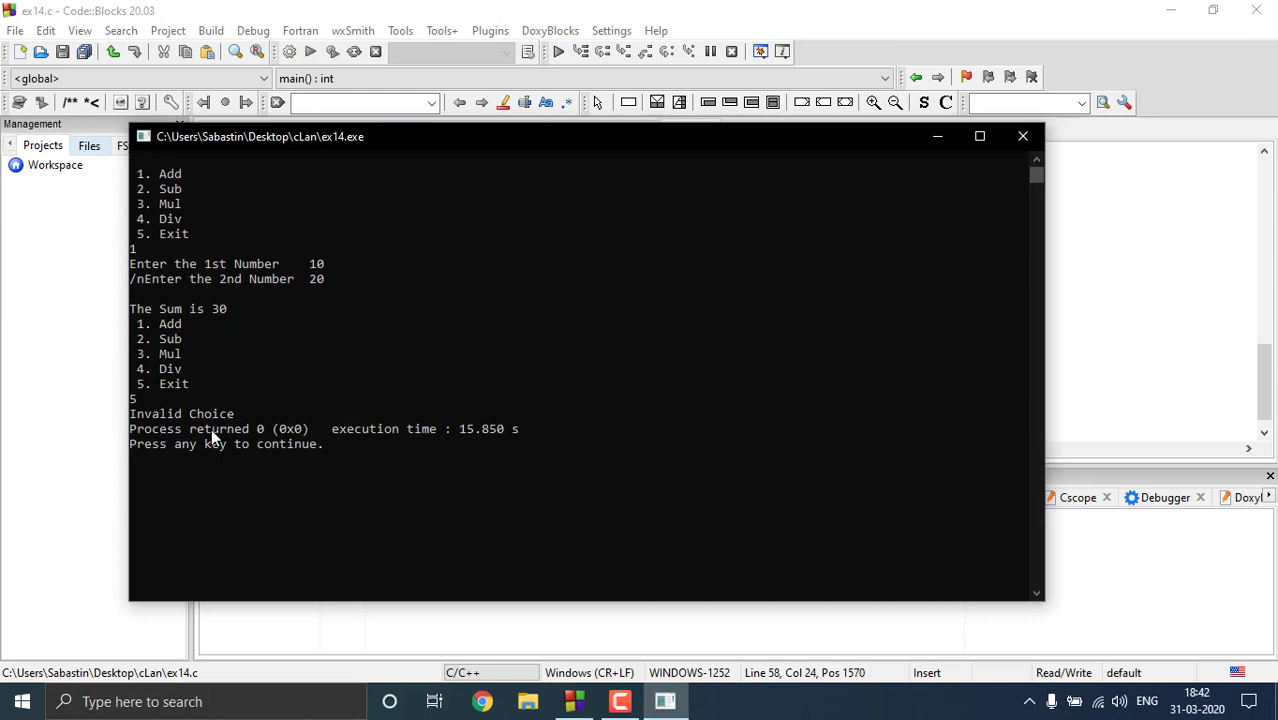 ex14.c - Code::Blocks 20.03
File Edit View Search Project Build Debug Fortran wxSmith Tools Tools+ Plugins DoxyBlocks Settings Help
<global> main() : int
/** *<
S C
Management
Projects Files FS
Workspace
C:\Users\Sabastin\Desktop\cLan\ex14.exe
1. Add
2. Sub
3. Mul
4. Div
5. Exit
1
Enter the 1st Number 10
/nEnter the 2nd Number 20
The Sum is 30
1. Add
2. Sub
3. Mul
4. Div
5. Exit
5
Invalid Choice
Process returned 0 (0x0) execution time : 15.850 s
Press any key to continue.
Cscope Debugger Doxyl
C:\Users\Sabastin\Desktop\cLan\ex14.c C/C++ Windows (CR+LF) WINDOWS-1252 Line 58, Col 24, Pos 1570 Insert Read/Write default
Type here to search
ENG
18:42
31-03-2020